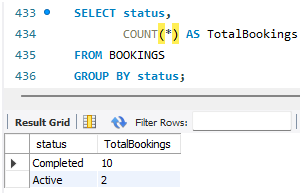 433 SELECT status,
434 COUNT(*) AS TotalBookings
435 FROM BOOKINGS
436 GROUP BY status;
Result Grid Filter Rows:
status TotalBookings
Completed 10
Active 2